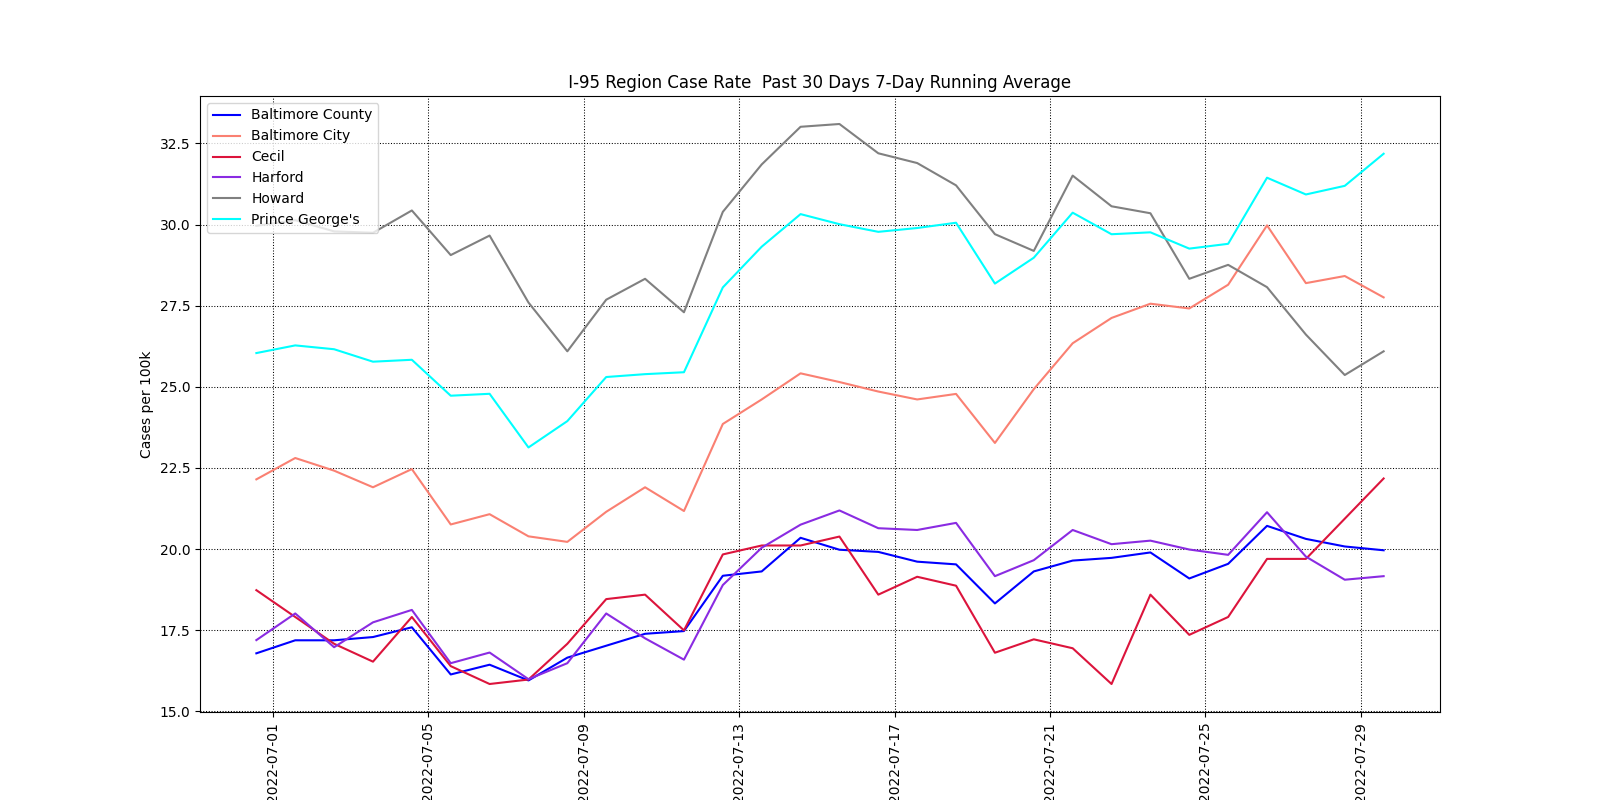 I-95 Region Case Rate  Past 30 Days 7-Day Running Average
Baltimore County
Baltimore City
Cecil
Harford
Howard
Prince George's
Cases per 100k
32.5
30.0
27.5
25.0
22.5
20.0
17.5
15.0
2022-07-01
2022-07-05
2022-07-09
2022-07-13
2022-07-17
2022-07-21
2022-07-25
2022-07-29